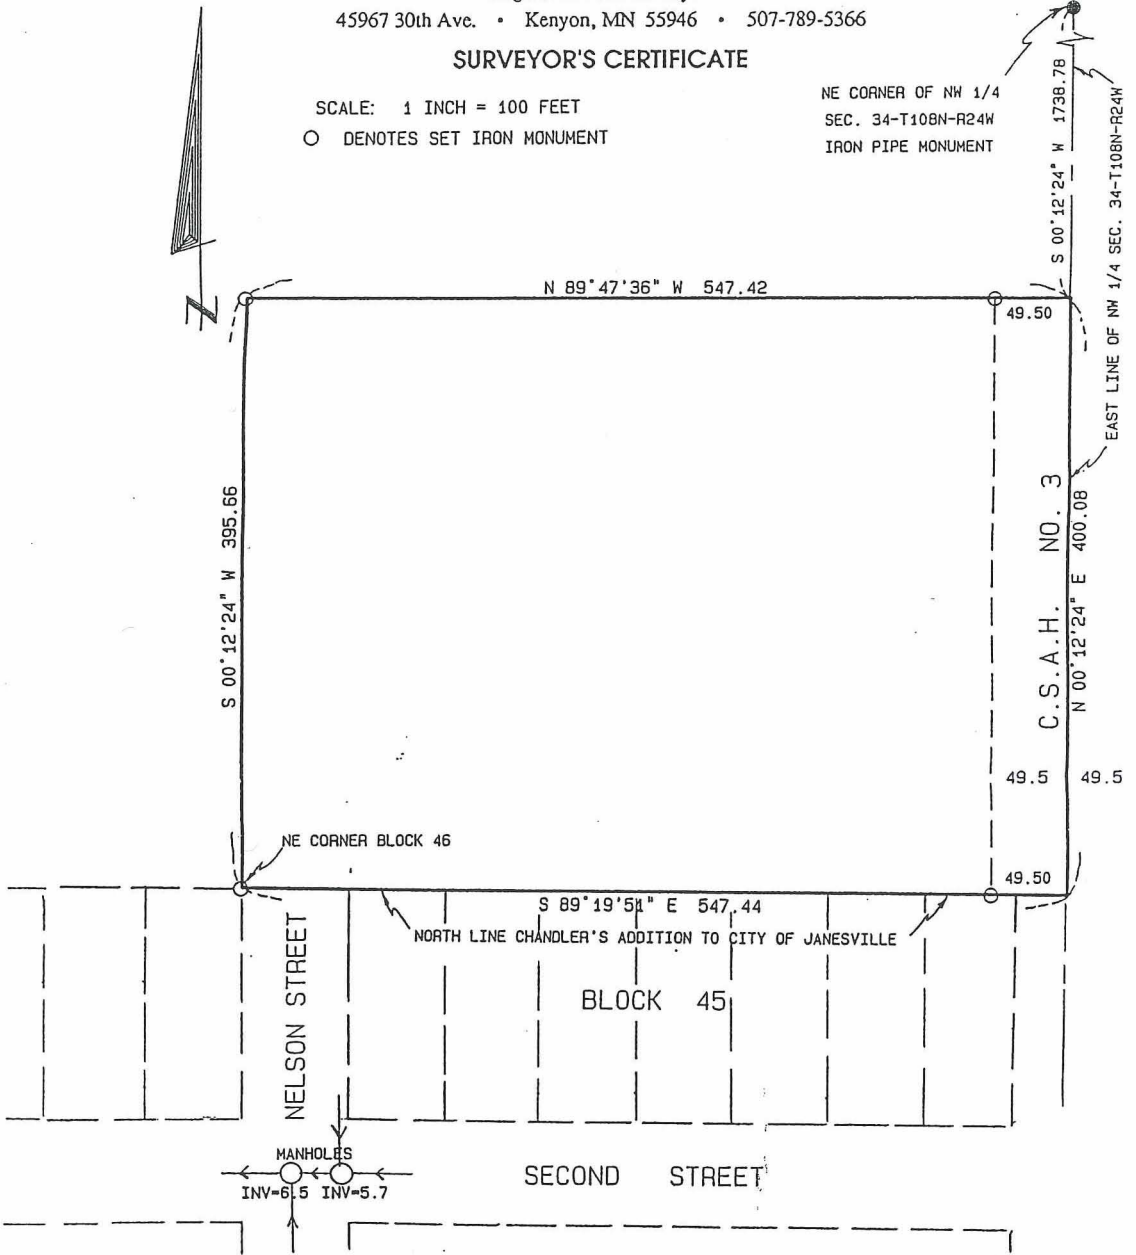 45967 30th Ave. • Kenyon, MN 55946 • 507-789-5366
SURVEYOR'S CERTIFICATE
SCALE: 1 INCH = 100 FEET
O DENOTES SET IRON MONUMENT
NE CORNER OF NW 1/4
SEC. 34-T108N-R24W
IRON PIPE MONUMENT
S 00°12'24" W 1738.78
EAST LINE OF NW 1/4 SEC. 34-T108N-R24W
N
N 89°47'36" W 547.42
49.50
S 00°12'24" W 395.66
C.S.A.H. NO. 3
N 00°12'24" E 400.08
49.5
49.5
NE CORNER BLOCK 46
49.50
S 89°19'51" E 547.44
NORTH LINE CHANDLER'S ADDITION TO CITY OF JANESVILLE
NELSON STREET
BLOCK 45
MANHOLES
INV=6.5 INV=5.7
SECOND STREET